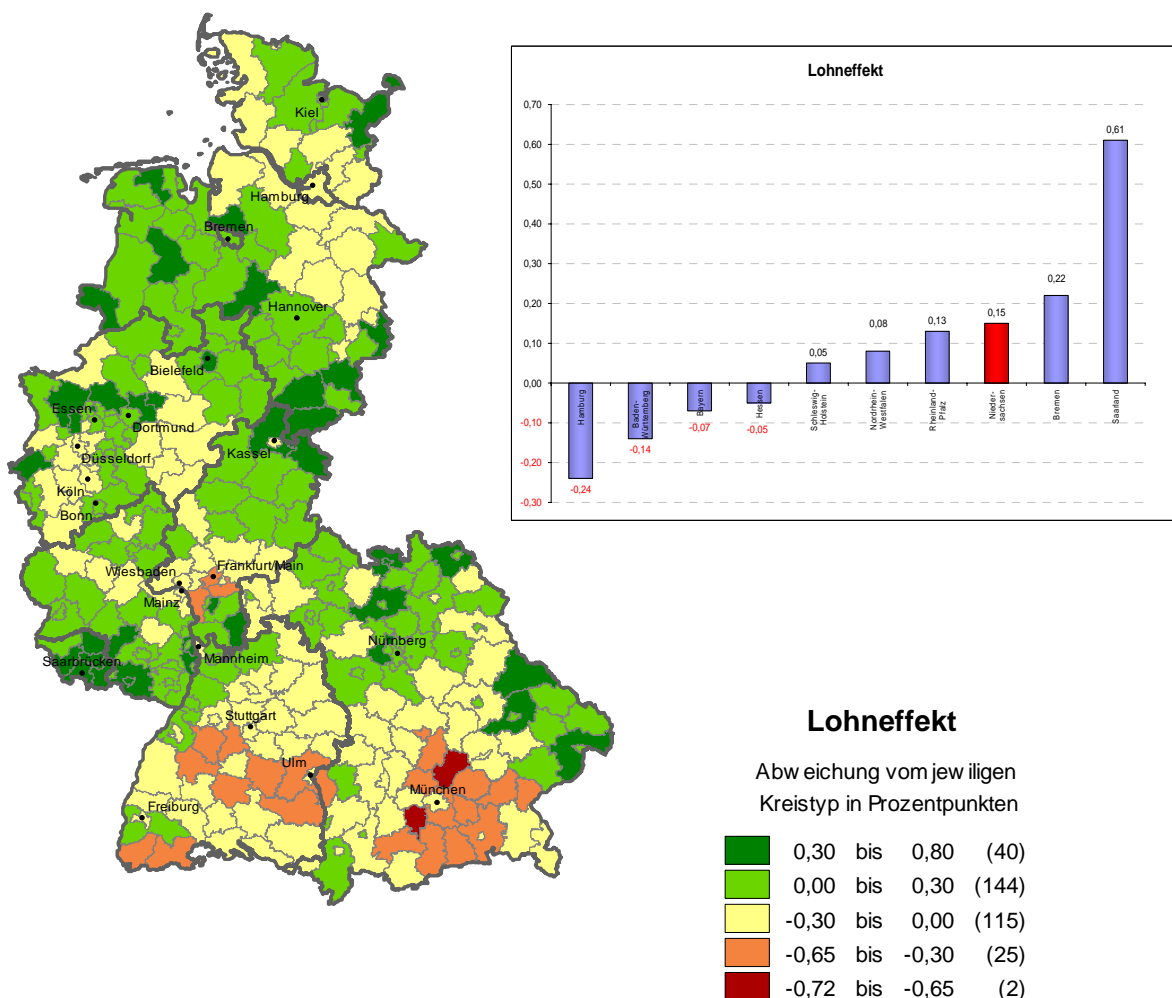 Kiel
Hamburg
Bremen
Hannover
Bielefeld
Essen
Dortmund
Düsseldorf
Kassel
Köln
Bonn
Wiesbaden
Frankfurt/Main
Mainz
Nürnberg
Saarbrücken
Mannheim
Stuttgart
Ulm
München
Freiburg
Lohneffekt
0,70
0,60
0,50
0,40
0,30
0,20
0,10
0,00
-0,10
-0,20
-0,30
-0,24
-0,14
-0,07
-0,05
0,05
0,08
0,13
0,15
0,22
0,61
Hamburg
Baden-
Württemberg
Bayern
Hessen
Schleswig-
Holstein
Nordrhein-
Westfalen
Rheinland-
Pfalz
Nieder-
sachsen
Bremen
Saarland
Lohneffekt
Abweichung vom jewiligen
Kreistyp in Prozentpunkten
0,30 bis 0,80 (40)
0,00 bis 0,30 (144)
-0,30 bis 0,00 (115)
-0,65 bis -0,30 (25)
-0,72 bis -0,65 (2)